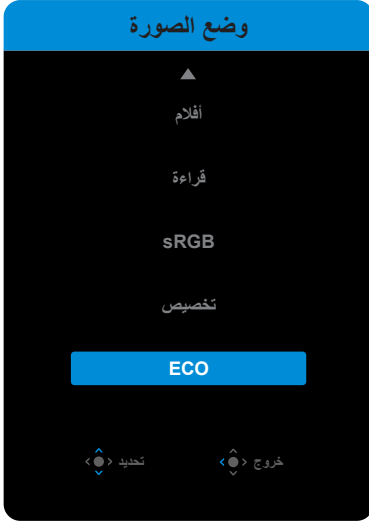 وضع الصورة
أفلام
قراءة
sRGB
تخصيص
ECO
خروج تحديد